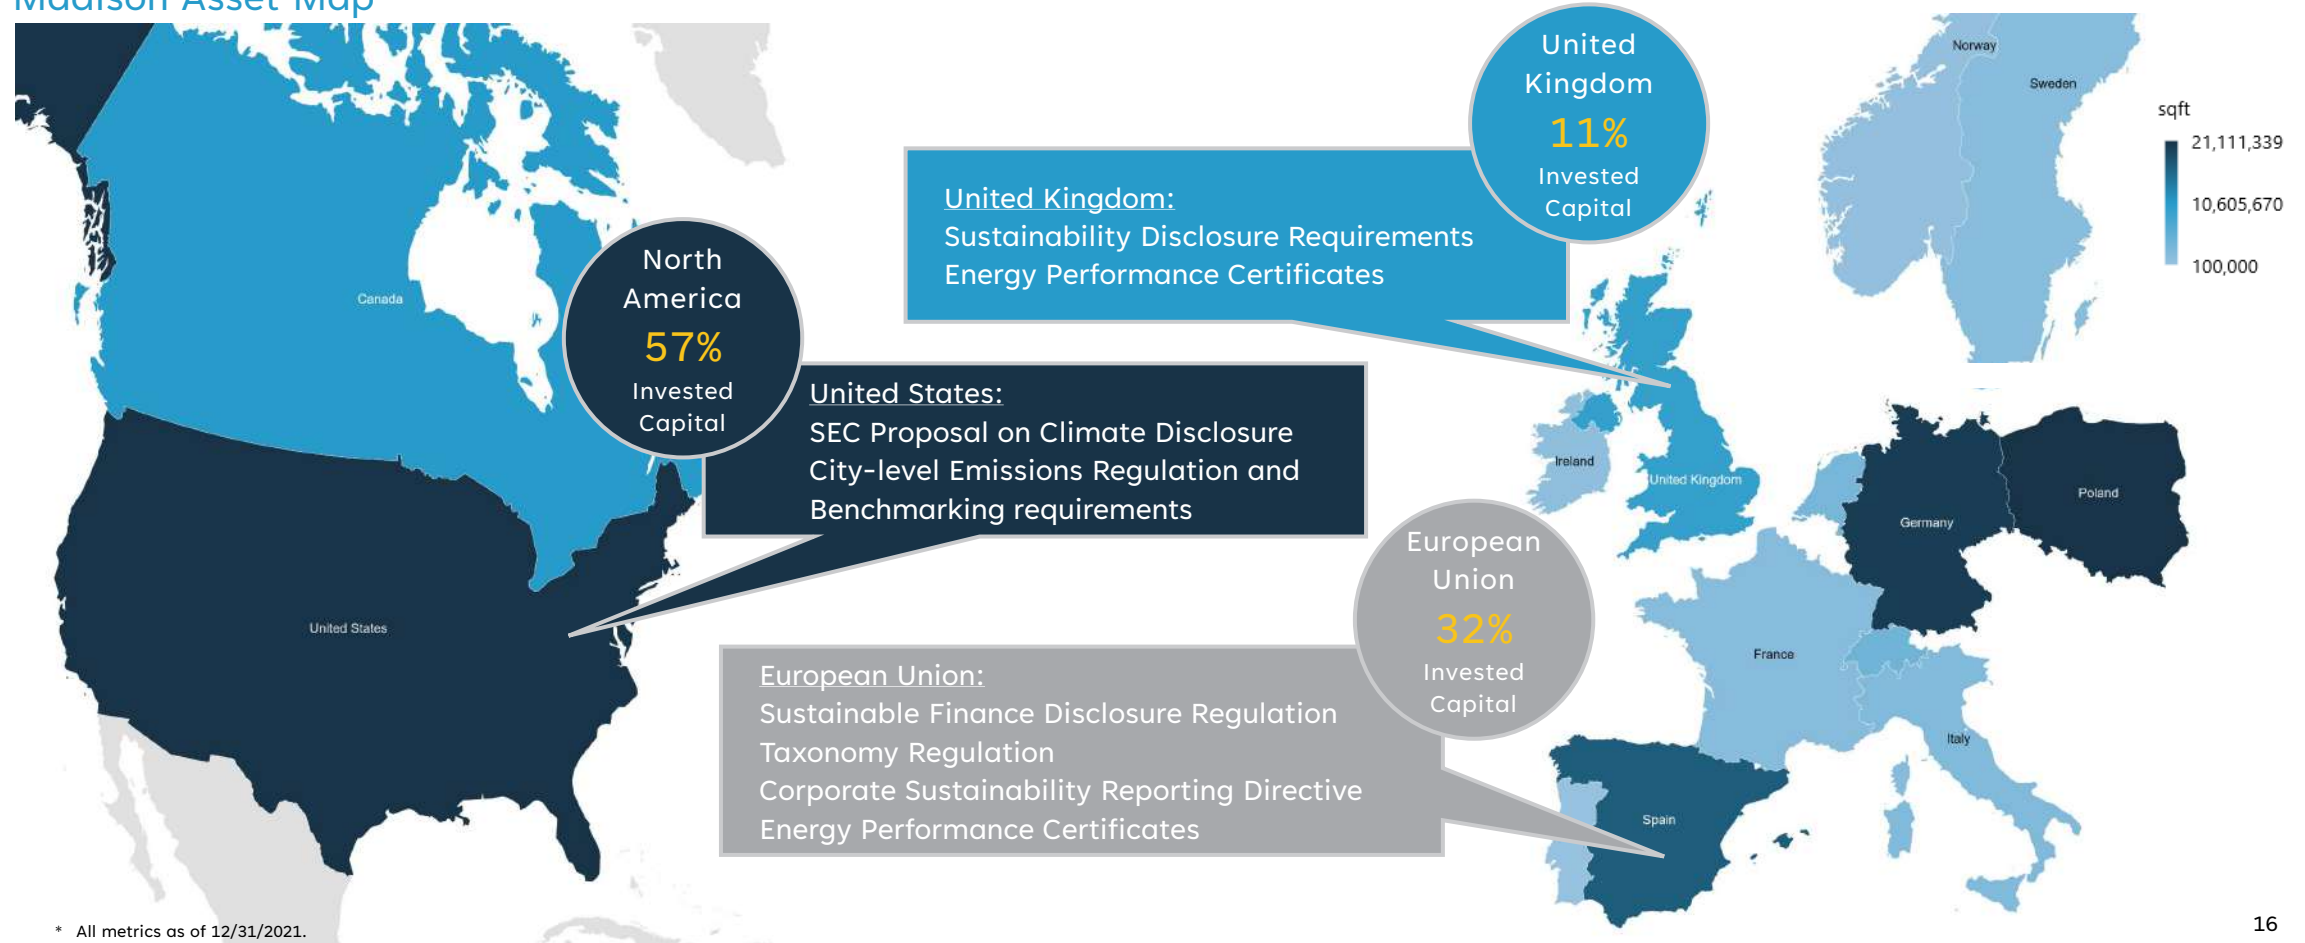 Madison Asset Map
United
Kingdom
11%
Invested
Capital
United Kingdom:
Sustainability Disclosure Requirements
Energy Performance Certificates
North
America
57%
Invested
Capital
United States:
SEC Proposal on Climate Disclosure
City-level Emissions Regulation and
Benchmarking requirements
European
Union
32%
Invested
Capital
European Union:
Sustainable Finance Disclosure Regulation
Taxonomy Regulation
Corporate Sustainability Reporting Directive
Energy Performance Certificates
Canada
United States
Norway
Sweden
Ireland
United Kingdom
Germany
Poland
France
Italy
Spain
sqft
21,111,339
10,605,670
100,000
* All metrics as of 12/31/2021.
16